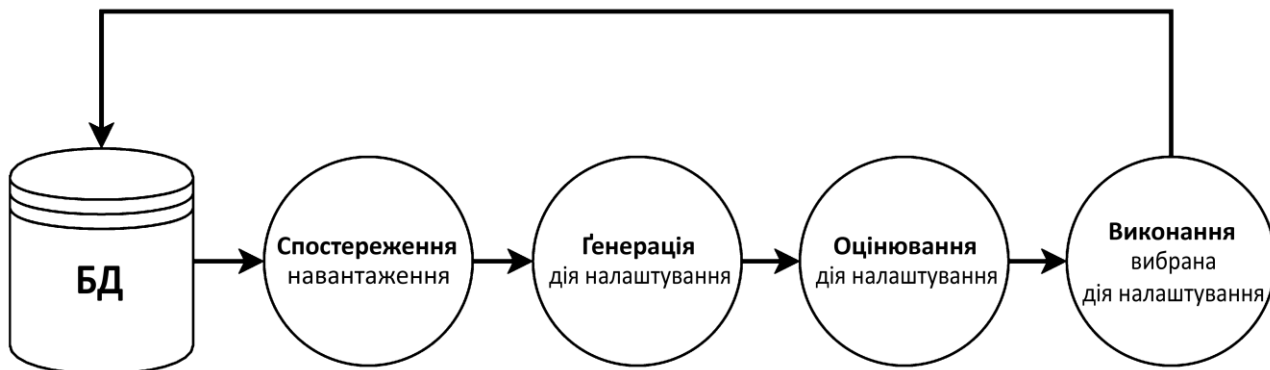 БД
Спостереження
навантаження
Ґенерація
дія налаштування
Оцінювання
дія налаштування
Виконання
вибрана
дія налаштування